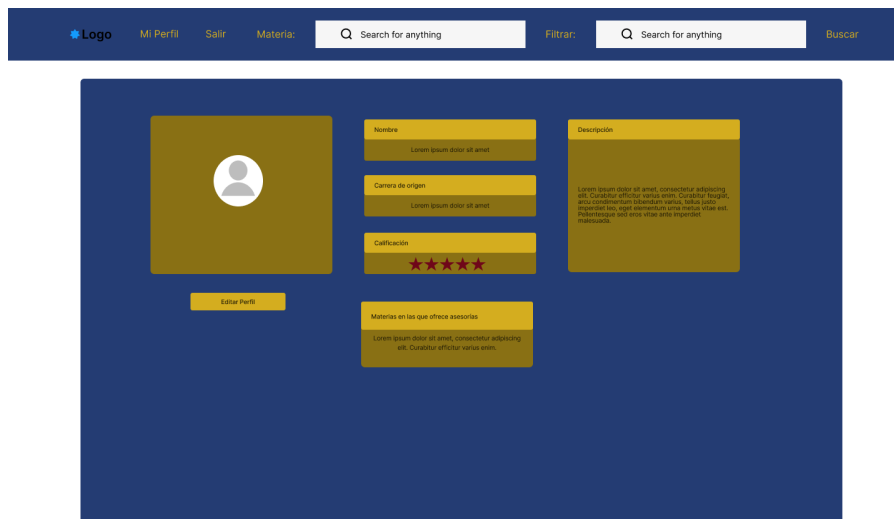 Logo
Mi Perfil
Salir
Materia:
Search for anything
Filtrar:
Search for anything
Buscar
Nombre
Lorem ipsum dolor sit amet
Carrera de origen
Lorem ipsum dolor sit amet
Calificación
Descripción
Lorem ipsum dolor sit amet, consectetur adipiscing
elit. Curabitur efficitur varius enim. Curabitur feugiat,
arcu condimentum bibendum varius, tellus justo
imperdiet leo, eget elementum urna metus vitae est.
Pellentesque sed eros vitae ante imperdiet
malesuada.
Editar Perfil
Materias en las que ofrece asesorías
Lorem ipsum dolor sit amet, consectetur adipiscing
elit. Curabitur efficitur varius enim.